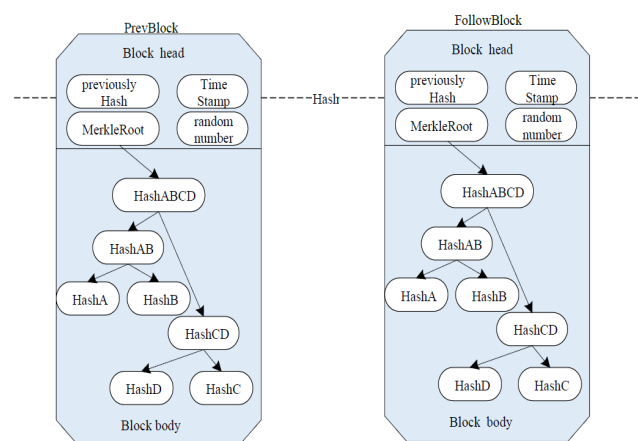 PrevBlock
Block head
previously
Hash
Time
Stamp
MerkleRoot
random
number
HashABCD
HashAB
HashA
HashB
HashCD
HashD
HashC
Block body
Hash
FollowBlock
Block head
previously
Hash
Time
Stamp
MerkleRoot
random
number
HashABCD
HashAB
HashA
HashB
HashCD
HashD
HashC
Block body